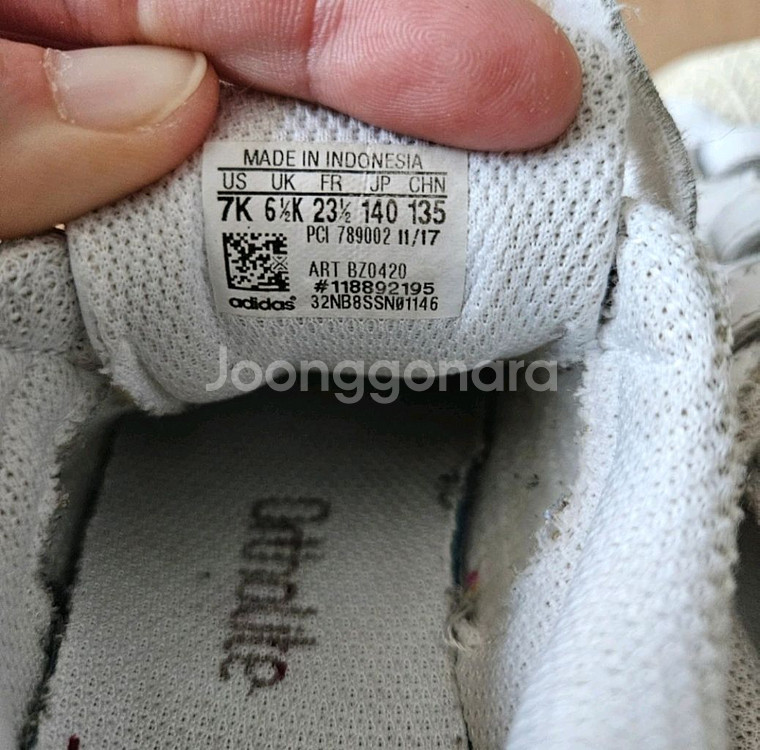 MADE IN INDONESIA
US UK FR JP CHN
7K 6½K 23½ 140 135
PCI 789002 11/17
ART BZ0420
#118892195
adidas 32NB8SSN01146
Joonggonara
Ortholite